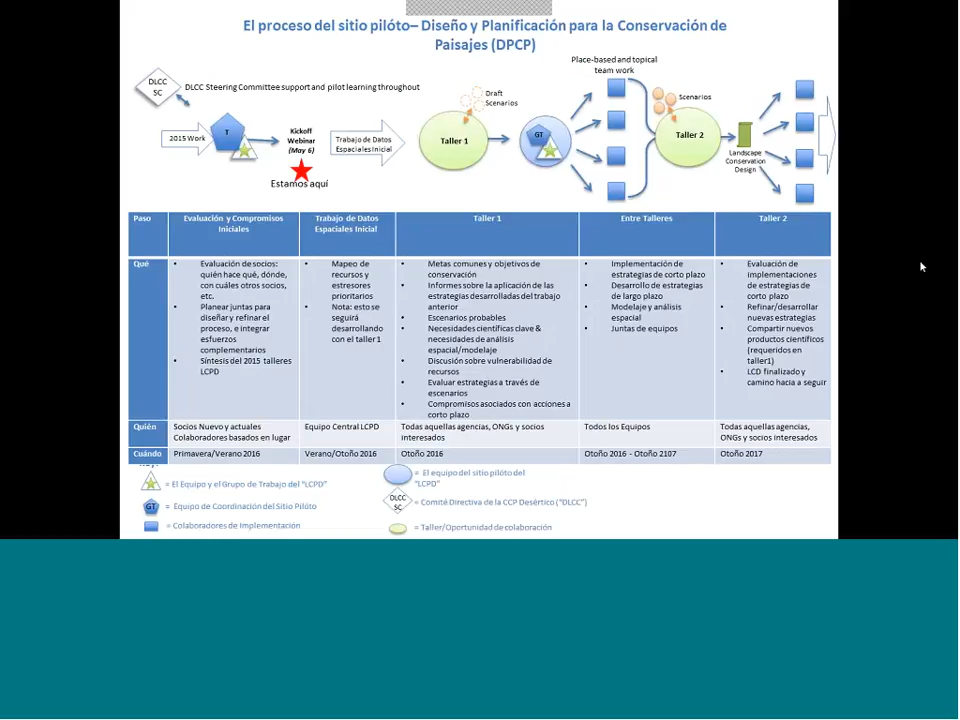 El proceso del sitio pilóto– Diseño y Planificación para la Conservación de
Paisajes (DPCP)
Place-based and topical
team work
DLCC
SC
DLCC Steering Committee support and pilot learning throughout
Draft
Scenarios
Scenarios
2015 Work
T
Kickoff
Webinar
(May 6)
Trabajo de Datos
Espaciales Inicial
Taller 1
GT
Taller 2
Landscape
Conservation
Design
Estamos aquí
Paso
Evaluación y Compromisos
Iniciales
Trabajo de Datos
Espaciales Inicial
Taller 1
Entre Talleres
Taller 2
Qué
• Evaluación de socios:
quién hace qué, dónde,
con cuáles otros socios,
etc.
• Planear juntas para
diseñar y refinar el
proceso, e integrar
esfuerzos
complementarios
• Síntesis del 2015 talleres
LCPD
• Mapeo de
recursos y
estresores
prioritarios
• Nota: esto se
seguirá
desarrollando
con el taller1
• Metas comunes y objetivos de
conservación
• Informes sobre la aplicación de las
estrategias desarrolladas del trabajo
anterior
• Escenarios probables
• Necesidades científicas clave &
necesidades de análisis
espacial/modelaje
• Discusión sobre vulnerabilidad de
recursos
• Evaluar estrategias a través de
escenarios
• Compromisos asociados con acciones a
corto plazo
• Implementación de
estrategias de corto plazo
• Desarrollo de estrategias
de largo plazo
• Modelaje y análisis
espacial
• Juntas de equipos
• Evaluación de
implementaciones
de estrategias de
corto plazo
• Refinar/desarrollar
nuevas estrategias
• Compartir nuevos
productos científicos
(requeridos en
taller1)
• LCD finalizado y
camino hacia a seguir
Quién
Socios Nuevo y actuales
Colaboradores basados en lugar
Equipo Central LCPD
Todas aquellas agencias, ONGs y socios
interesados
Todos los Equipos
Todas aquellas agencias,
ONGs y socios interesados
Cuándo
Primavera/Verano 2016
Verano/Otoño 2016
Otoño 2016
Otoño 2016 - Otoño 2107
Otoño 2017
= El Equipo y el Grupo de Trabajo del “LCPD”
GT = Equipo de Coordinación del Sitio Pilóto
= Colaboradores de Implementación
= El equipo del sitio pilóto del
“LCPD”
DLCC
SC
= Comité Directiva de la CCP Desértico (“DLCC”)
= Taller/Oportunidad de colaboración